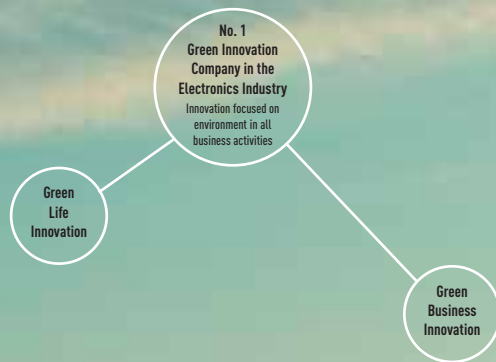 No. 1
Green Innovation
Company in the
Electronics Industry
Innovation focused on
environment in all
business activities
Green
Life
Innovation
Green
Business
Innovation